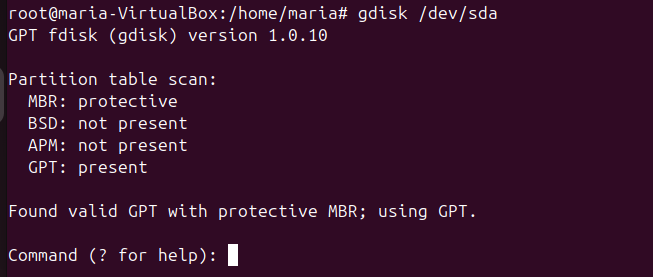 root@maria-VirtualBox:/home/maria# gdisk /dev/sda
GPT fdisk (gdisk) version 1.0.10
Partition table scan:
MBR: protective
BSD: not present
APM: not present
GPT: present
Found valid GPT with protective MBR; using GPT.
Command (? for help):